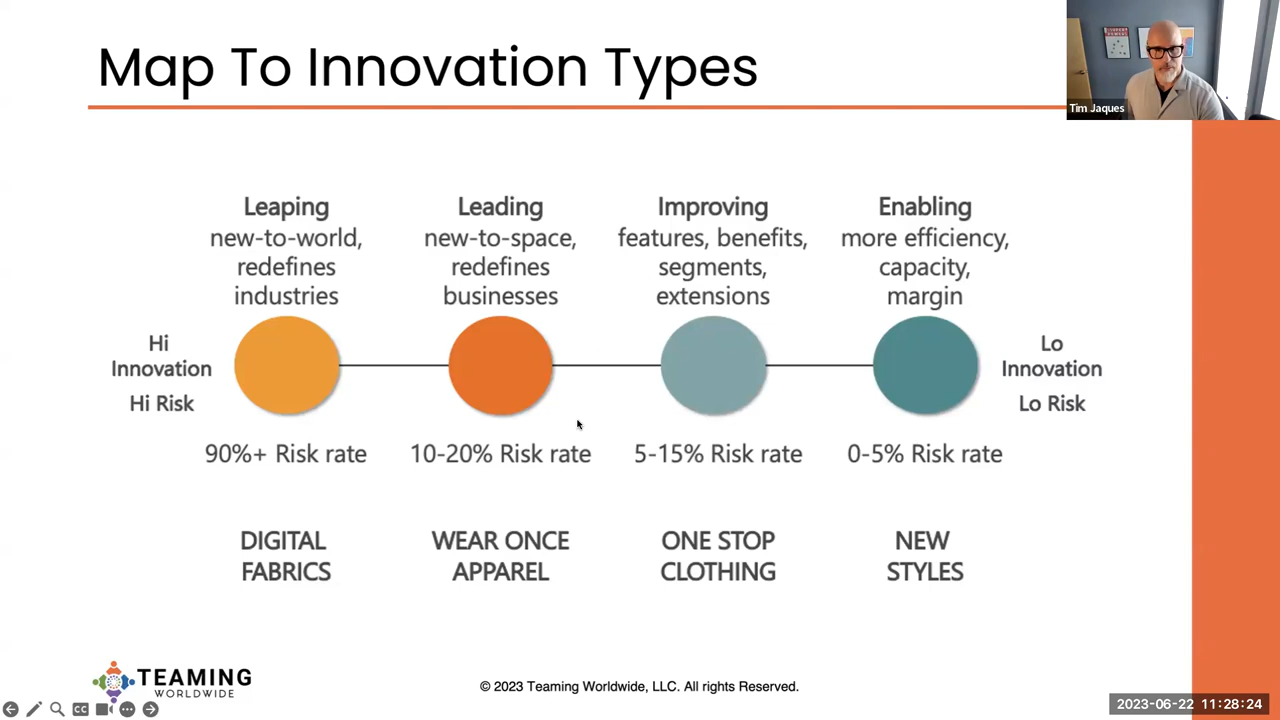 Map To Innovation Types
Tim Jaques
Leaping
new-to-world,
redefines
industries
Leading
new-to-space,
redefines
businesses
Improving
features, benefits,
segments,
extensions
Enabling
more efficiency,
capacity,
margin
Hi
Innovation
Hi Risk
Lo
Innovation
Lo Risk
90%+ Risk rate
10-20% Risk rate
5-15% Risk rate
0-5% Risk rate
DIGITAL
FABRICS
WEAR ONCE
APPAREL
ONE STOP
CLOTHING
NEW
STYLES
TEAMING
WORLDWIDE
© 2023 Teaming Worldwide, LLC. All rights Reserved.
CC
2023-06-22 11:28:24